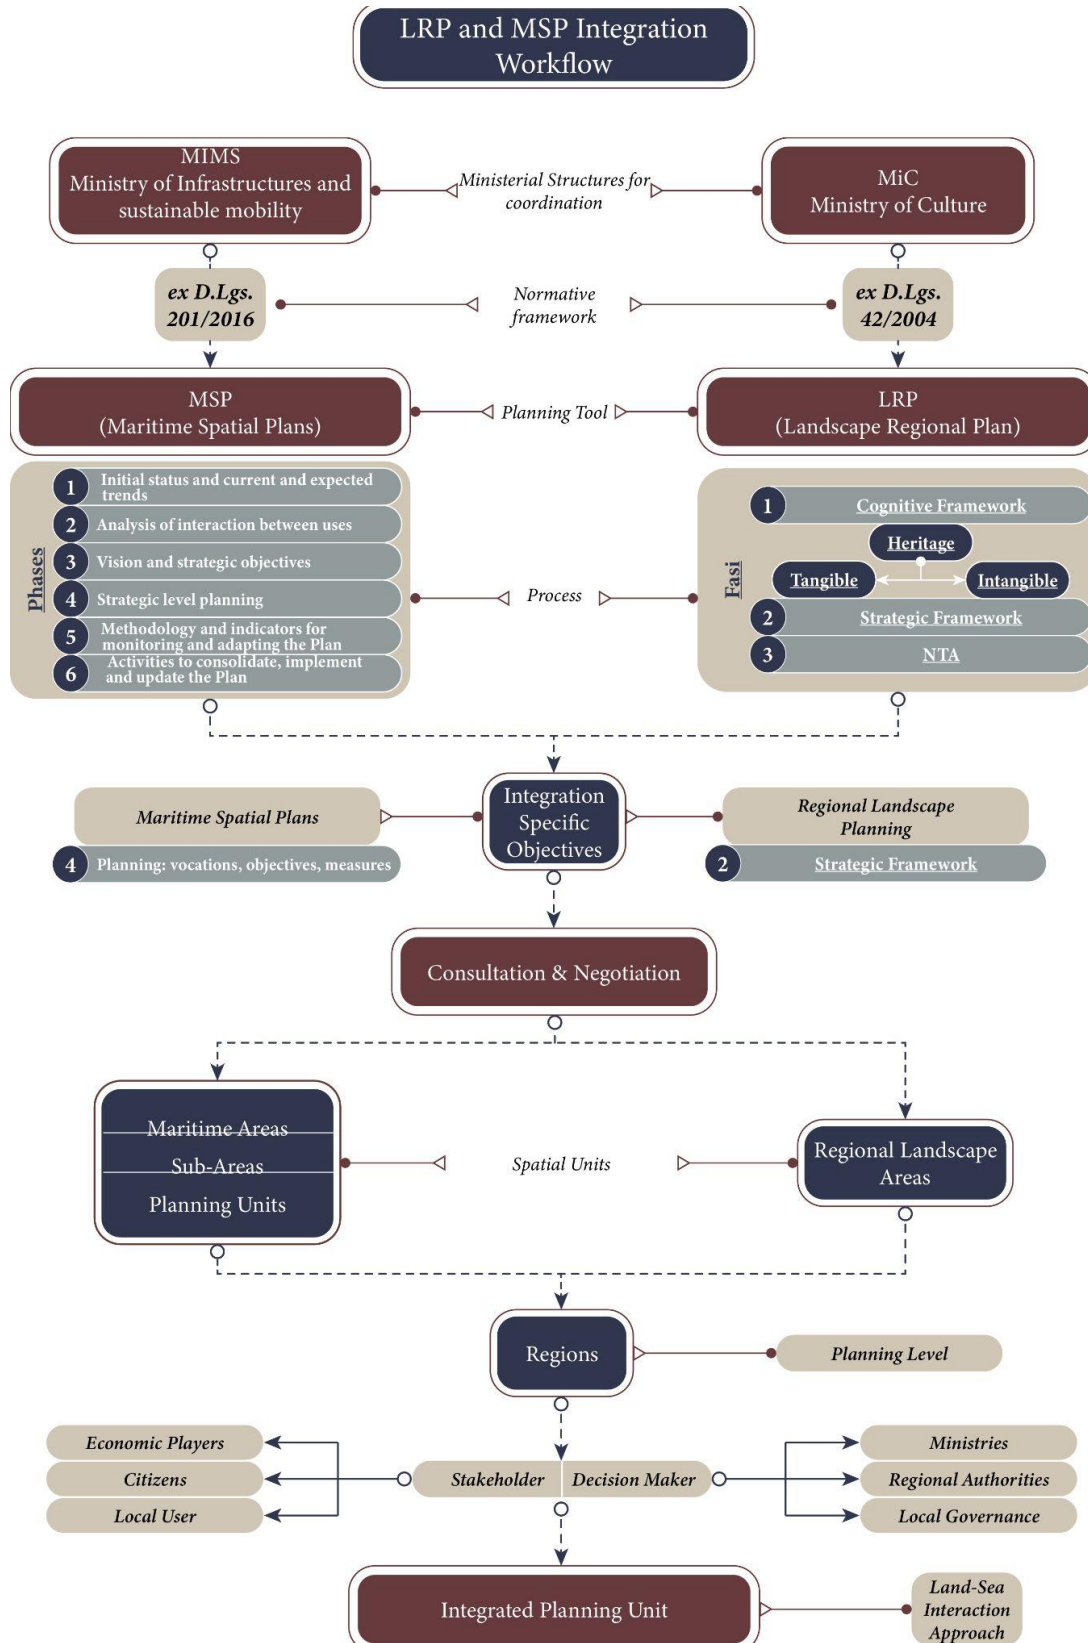 LRP and MSP Integration
Workflow
MIMS
Ministry of Infrastructures and
sustainable mobility
Ministerial Structures for
coordination
MiC
Ministry of Culture
ex D.Lgs.
201/2016
Normative
framework
ex D.Lgs.
42/2004
MSP
(Maritime Spatial Plans)
Planning Tool
LRP
(Landscape Regional Plan)
Phases
1 Initial status and current and expected
trends
2 Analysis of interaction between uses
3 Vision and strategic objectives
4 Strategic level planning
5 Methodology and indicators for
monitoring and adapting the Plan
6 Activities to consolidate, implement
and update the Plan
Process
Fasi
1 Cognitive Framework
Heritage
Tangible
Intangible
2 Strategic Framework
3 NTA
Integration
Specific
Objectives
Maritime Spatial Plans
4 Planning: vocations, objectives, measures
Regional Landscape
Planning
2 Strategic Framework
Consultation & Negotiation
Maritime Areas
Sub-Areas
Planning Units
Spatial Units
Regional Landscape
Areas
Regions
Planning Level
Economic Players
Citizens
Local User
Stakeholder
Decision Maker
Ministries
Regional Authorities
Local Governance
Integrated Planning Unit
Land-Sea
Interaction
Approach